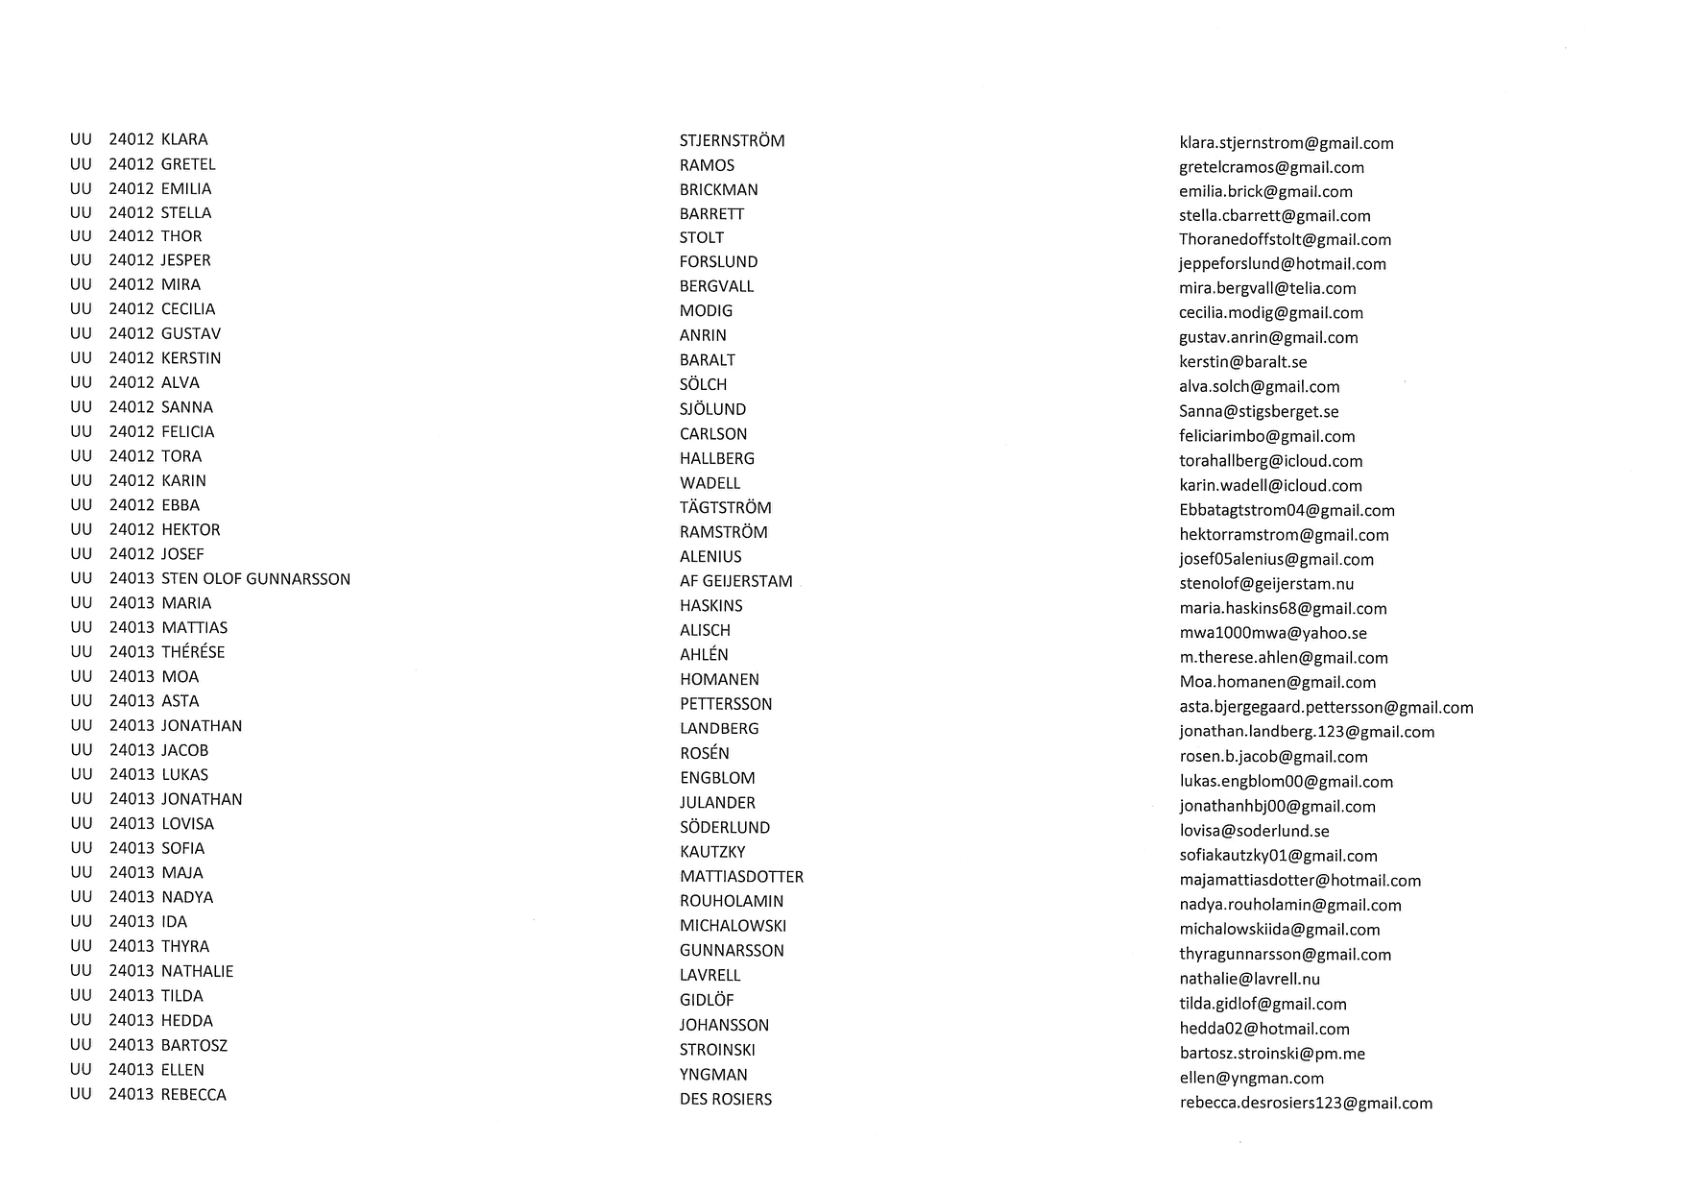 UU 24012 KLARA STJERNSTRÖM klara.stjernstrom@gmail.com
UU 24012 GRETEL RAMOS gretelcramos@gmail.com
UU 24012 EMILIA BRICKMAN emilia.brick@gmail.com
UU 24012 STELLA BARRETT stella.cbarrett@gmail.com
UU 24012 THOR STOLT Thoranedoffstolt@gmail.com
UU 24012 JESPER FORSLUND jeppeforslund@hotmail.com
UU 24012 MIRA BERGVALL mira.bergvall@telia.com
UU 24012 CECILIA MODIG cecilia.modig@gmail.com
UU 24012 GUSTAV ANRIN gustav.anrin@gmail.com
UU 24012 KERSTIN BARALT kerstin@baralt.se
UU 24012 ALVA SÖLCH alva.solch@gmail.com
UU 24012 SANNA SJÖLUND Sanna@stigsberget.se
UU 24012 FELICIA CARLSON feliciarimbo@gmail.com
UU 24012 TORA HALLBERG torahallberg@icloud.com
UU 24012 KARIN WADELL karin.wadell@icloud.com
UU 24012 EBBA TÄGTSTRÖM Ebbatagtstrom04@gmail.com
UU 24012 HEKTOR RAMSTRÖM hektorramstrom@gmail.com
UU 24012 JOSEF ALENIUS josef05alenius@gmail.com
UU 24013 STEN OLOF GUNNARSSON AF GEIJERSTAM stenolof@geijerstam.nu
UU 24013 MARIA HASKINS maria.haskins68@gmail.com
UU 24013 MATTIAS ALISCH mwa1000mwa@yahoo.se
UU 24013 THÉRÉSE AHLÉN m.therese.ahlen@gmail.com
UU 24013 MOA HOMANEN Moa.homanen@gmail.com
UU 24013 ASTA PETTERSSON asta.bjergegaard.pettersson@gmail.com
UU 24013 JONATHAN LANDBERG jonathan.landberg.123@gmail.com
UU 24013 JACOB ROSÉN rosen.b.jacob@gmail.com
UU 24013 LUKAS ENGBLOM lukas.engblom00@gmail.com
UU 24013 JONATHAN JULANDER jonathanhbj00@gmail.com
UU 24013 LOVISA SÖDERLUND lovisa@soderlund.se
UU 24013 SOFIA KAUTZKY sofiakautzky01@gmail.com
UU 24013 MAJA MATTIASDOTTER majamattiasdotter@hotmail.com
UU 24013 NADYA ROUHOLAMIN nadya.rouholamin@gmail.com
UU 24013 IDA MICHALOWSKI michalowskiida@gmail.com
UU 24013 THYRA GUNNARSSON thyragunnarsson@gmail.com
UU 24013 NATHALIE LAVRELL nathalie@lavrell.nu
UU 24013 TILDA GIDLÖF tilda.gidlof@gmail.com
UU 24013 HEDDA JOHANSSON hedda02@hotmail.com
UU 24013 BARTOSZ STROINSKI bartosz.stroinski@pm.me
UU 24013 ELLEN YNGMAN ellen@yngman.com
UU 24013 REBECCA DES ROSIERS rebecca.desrosiers123@gmail.com